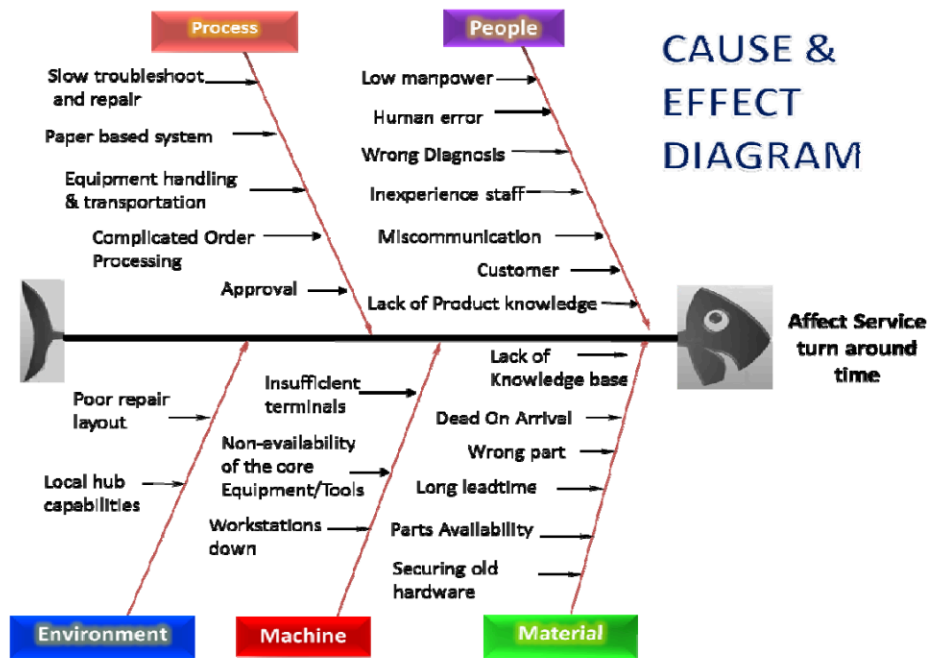 Process
People
CAUSE &
EFFECT
DIAGRAM
Slow troubleshoot
and repair
Paper based system
Equipment handling
& transportation
Complicated Order
Processing
Approval
Low manpower
Human error
Wrong Diagnosis
Inexperience staff
Miscommunication
Customer
Lack of Product knowledge
Affect Service
turn around
time
Poor repair
layout
Local hub
capabilities
Insufficient
terminals
Non-availability
of the core
Equipment/Tools
Workstations
down
Lack of
Knowledge base
Dead On Arrival
Wrong part
Long leadtime
Parts Availability
Securing old
hardware
Environment
Machine
Material